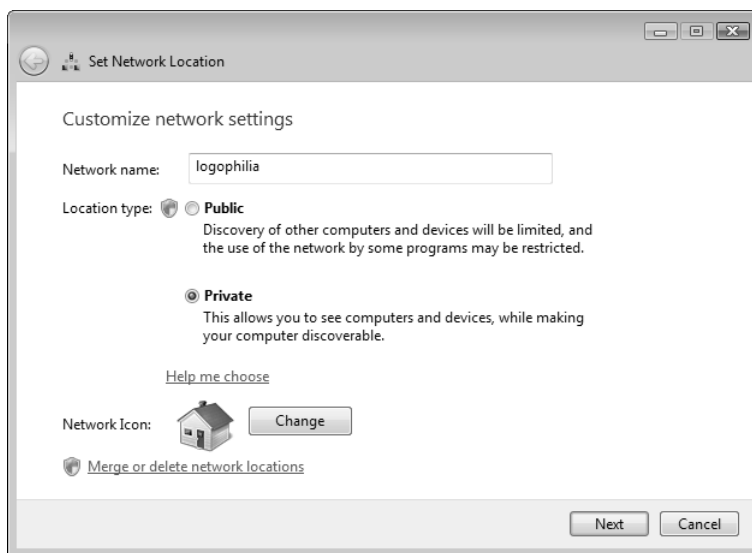 Set Network Location
Customize network settings
Network name: logophilia
Location type: Public
Discovery of other computers and devices will be limited, and
the use of the network by some programs may be restricted.
Private
This allows you to see computers and devices, while making
your computer discoverable.
Help me choose
Network Icon: Change
Merge or delete network locations
Next Cancel